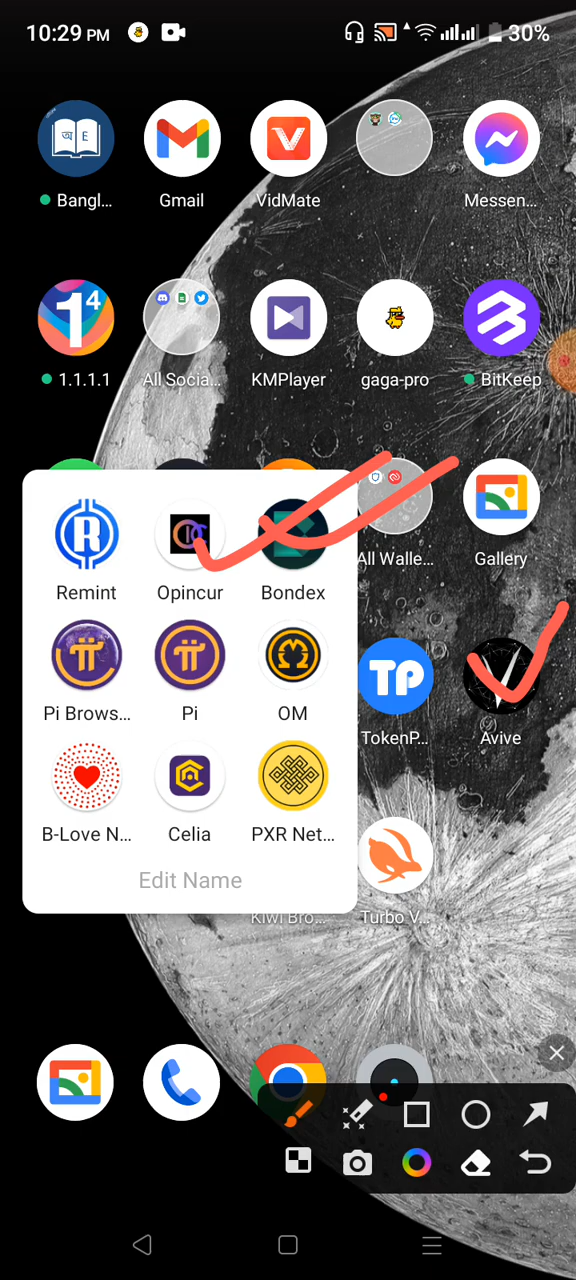 10:29 PM 30%
অ E
Bangl... Gmail VidMate Messen...
1⁴
1.1.1.1 All Socia... KMPlayer gaga-pro BitKeep
Remint Opincur Bondex All Walle... Gallery
TP
Pi Brows... Pi OM TokenP... Avive
B-Love N... Celia PXR Net...
Edit Name
Kiwi Bro... Turbo V...